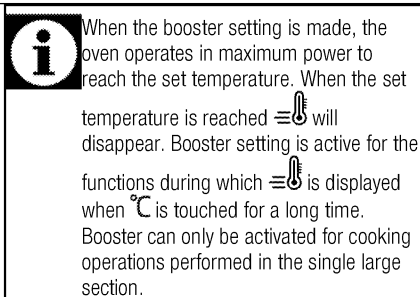 When the booster setting is made, the
oven operates in maximum power to
reach the set temperature. When the set
temperature is reached will
disappear. Booster setting is active for the
functions during which is displayed
when °C is touched for a long time.
Booster can only be activated for cooking
operations performed in the single large
section.